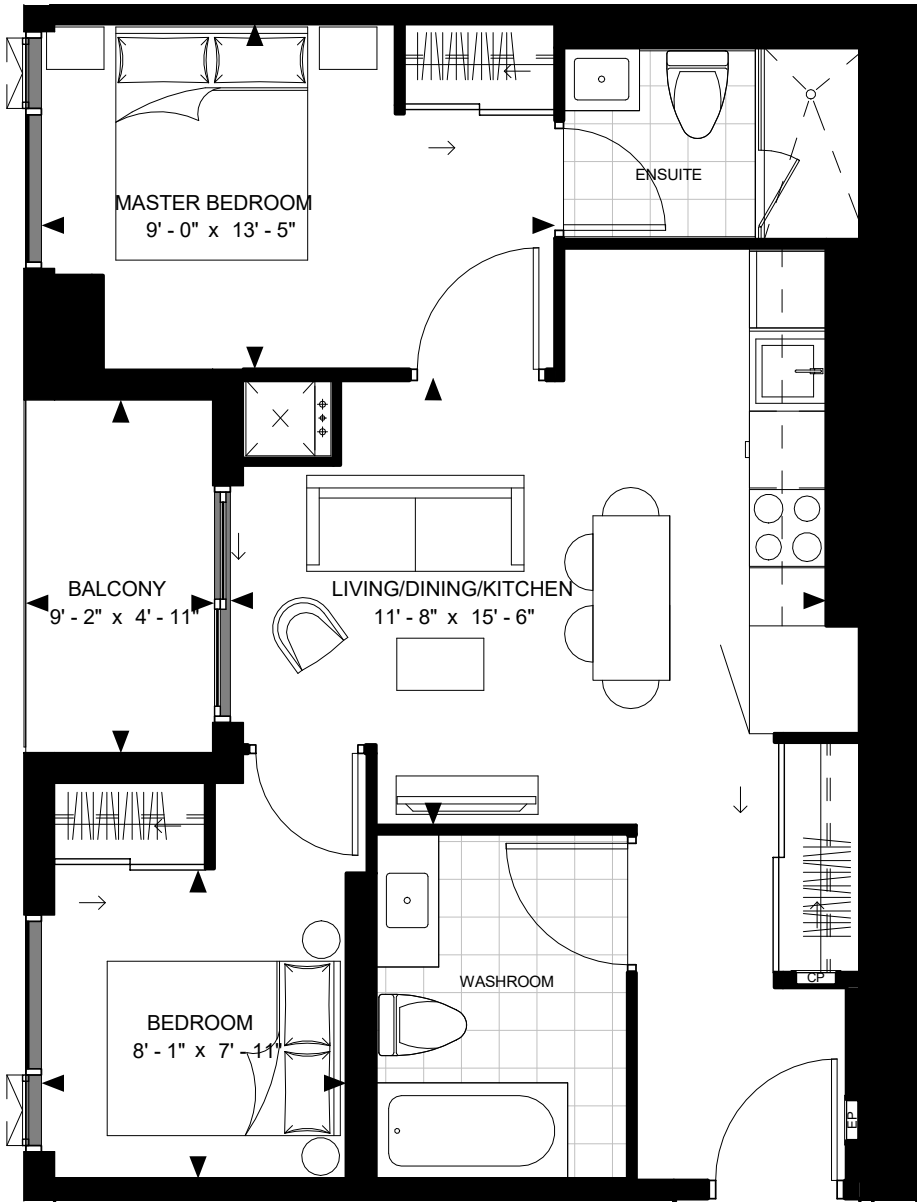 MASTER BEDROOM
9' - 0" x 13' - 5"
ENSUITE
BALCONY
9' - 2" x 4' - 11"
LIVING/DINING/KITCHEN
11' - 8" x 15' - 6"
WASHROOM
CP
BEDROOM
8' - 1" x 7' - 11"
EP